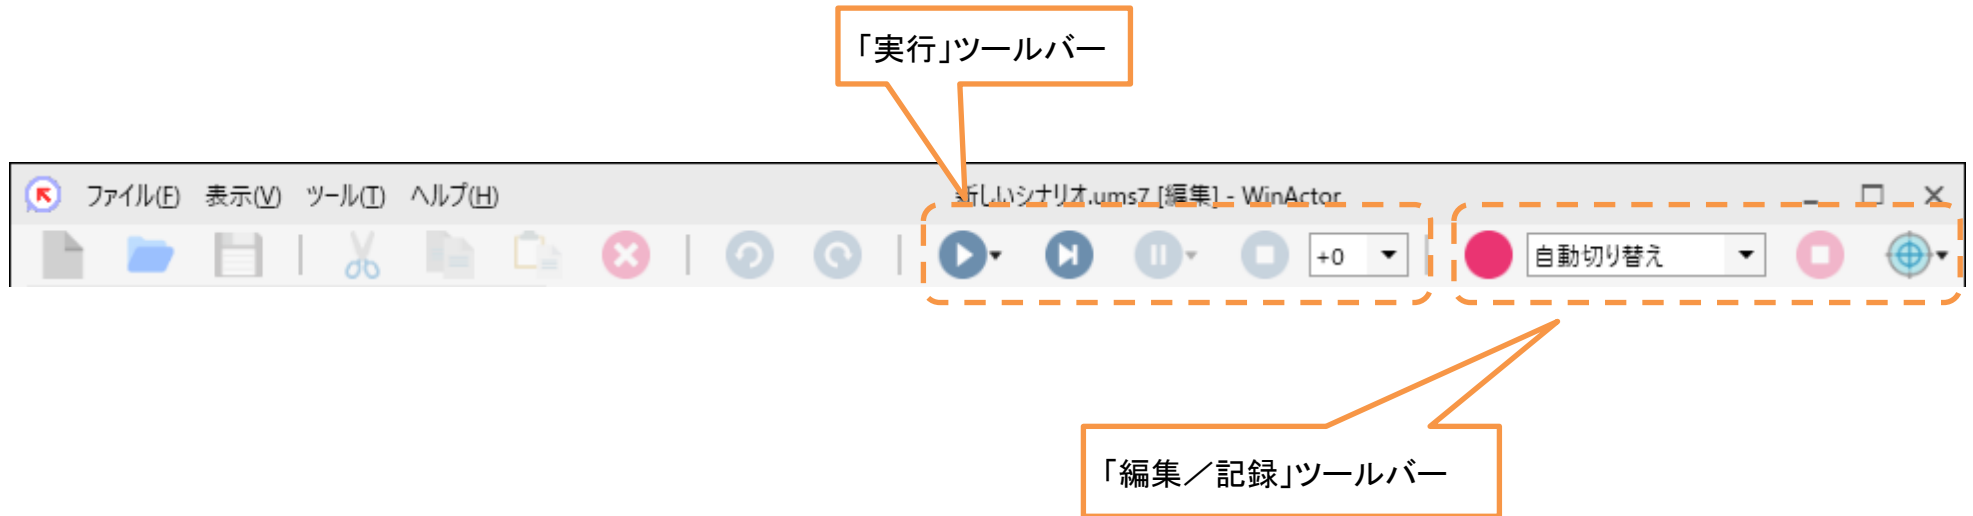 「実行」ツールバー
ファイル(F) 表示(V) ツール(T) ヘルプ(H) 新しいシナリオ.ums7 [編集] - WinActor
+0 自動切り替え
「編集／記録」ツールバー